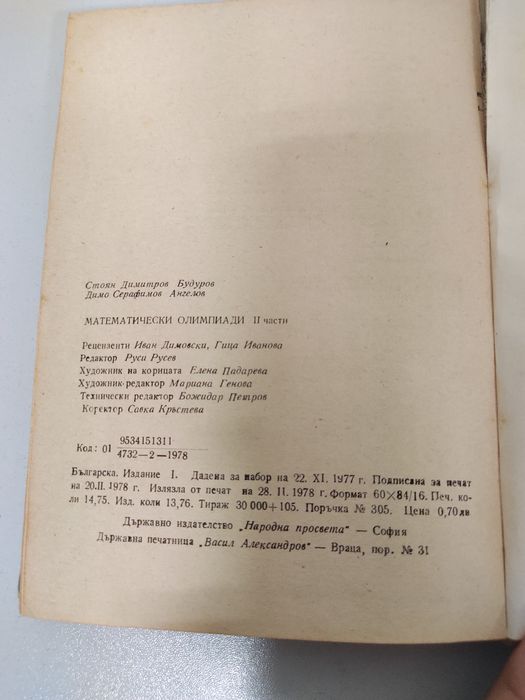 Стоян Димитров Будуров
Димо Серафимов Ангелов
МАТЕМАТИЧЕСКИ ОЛИМПИАДИ II части
Рецензенти Иван Димовски, Гица Иванова
Редактор Руси Русев
Художник на корицата Елена Падарева
Художник-редактор Мариана Генова
Технически редактор Божидар Петров
Коректор Савка Кръстева
Код: 01 9534151311
4732—2—1978
Българска. Издание I. Дадена за набор на 22. XI. 1977 г. Подписана за печат
на 20.II. 1978 г. Излязла от печат на 28. II. 1978 г. Формат 60×84/16. Печ. ко-
ли 14,75. Изд. коли 13,76. Тираж 30 000+105. Поръчка № 305. Цена 0,70лв
Държавно издателство „Народна просвета“ — София
Държавна печатница „Васил Александров“ — Враца, пор. № 31